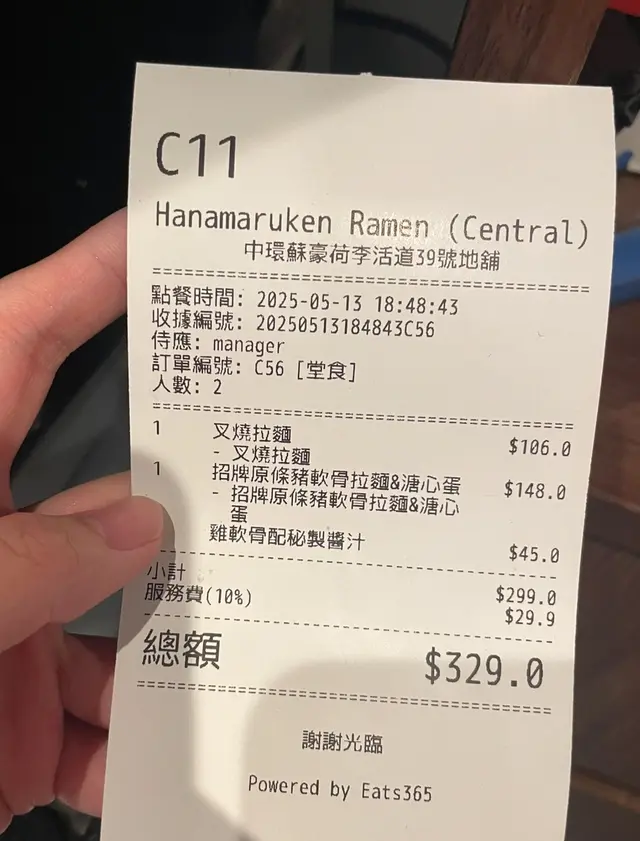 C11
Hanamaruken Ramen (Central)
中環蘇豪荷李活道39號地舖
點餐時間: 2025-05-13 18:48:43
收據編號: 20250513184843C56
侍應: manager
訂單編號: C56 [堂食]
人數: 2
1 叉燒拉麵 $106.0
- 叉燒拉麵
1 招牌原條豬軟骨拉麵&溏心蛋 $148.0
- 招牌原條豬軟骨拉麵&溏心
蛋
雞軟骨配秘製醬汁 $45.0
小計 $299.0
服務費(10%) $29.9
總額 $329.0
謝謝光臨
Powered by Eats365